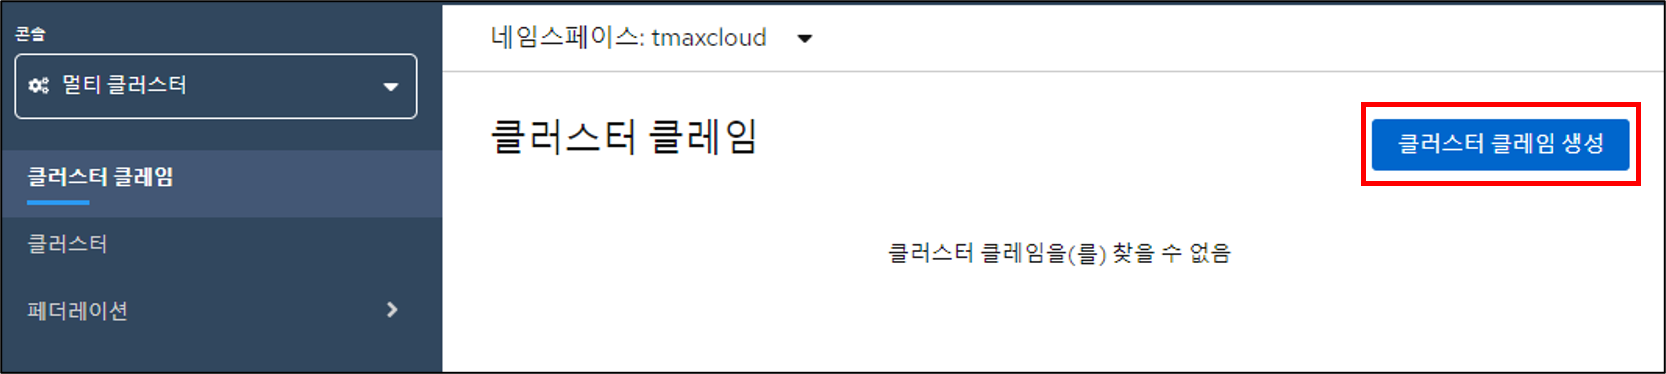 콘솔
멀티 클러스터
클러스터 클레임
클러스터
페더레이션
네임스페이스: tmaxcloud
클러스터 클레임
클러스터 클레임 생성
클러스터 클레임을(를) 찾을 수 없음